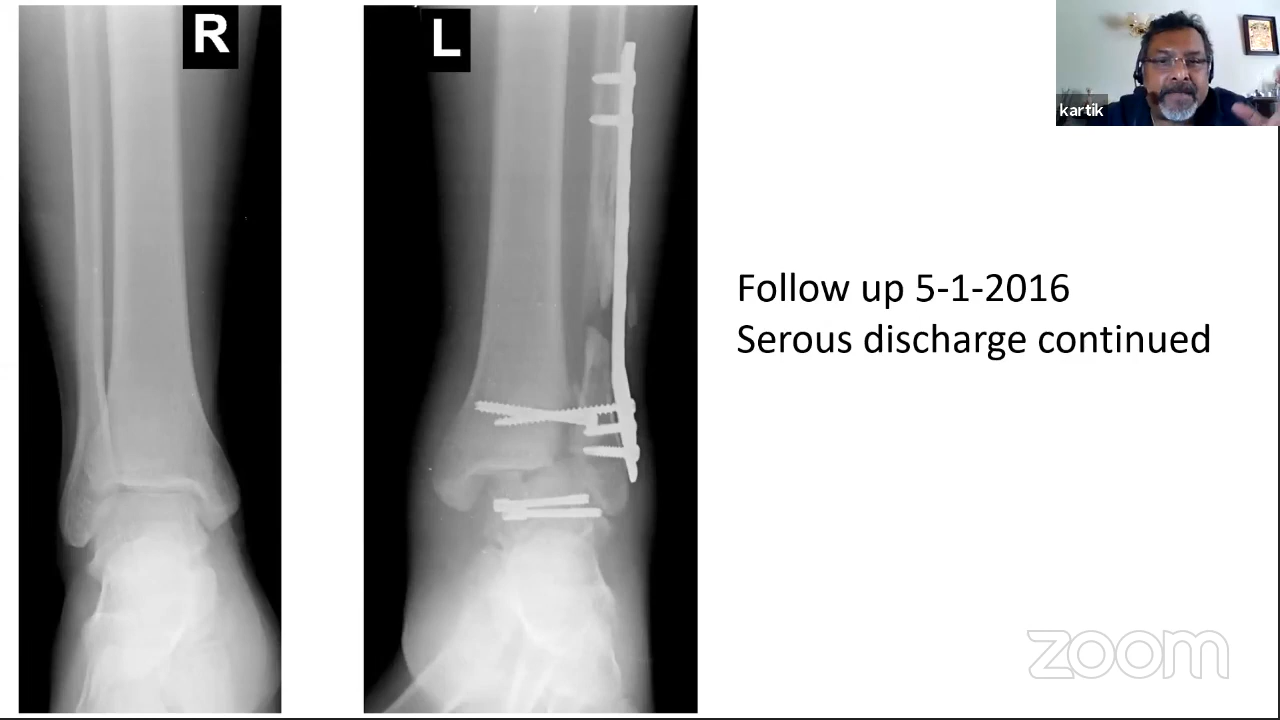 R
L
kartik
Follow up 5-1-2016
Serous discharge continued
zoom